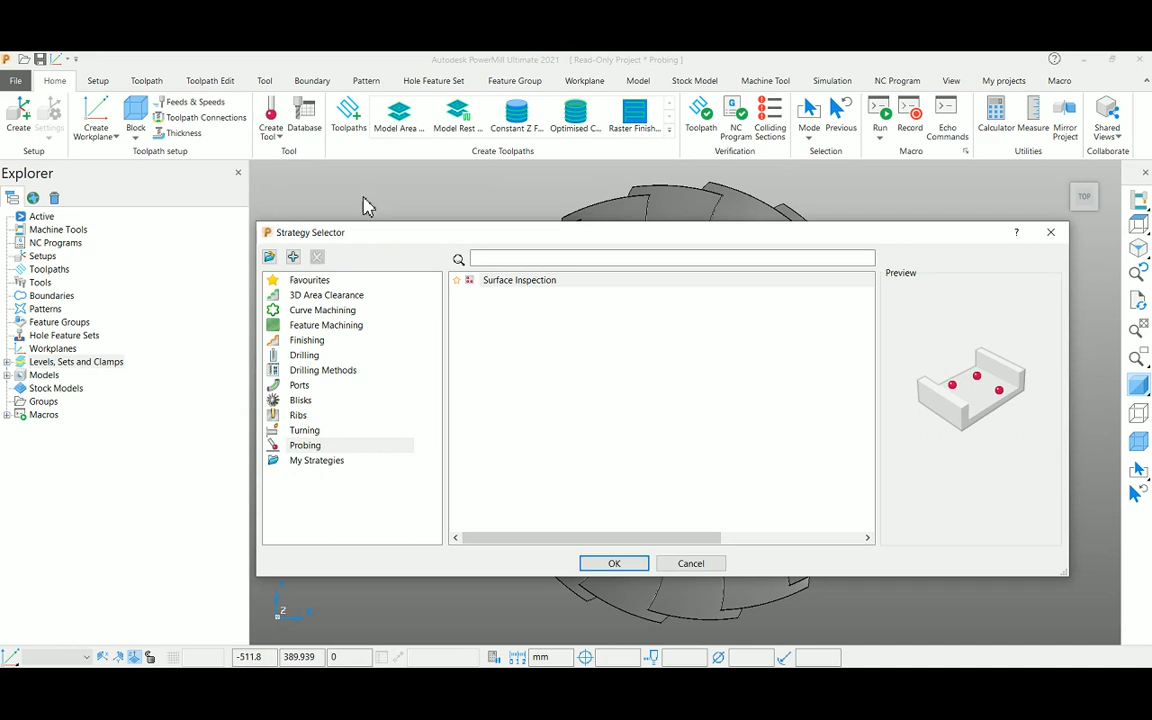 Autodesk PowerMill Ultimate 2021 [ Read-Only Project * Probing ]
File Home Setup Toolpath Toolpath Edit Tool Boundary Pattern Hole Feature Set Feature Group Workplane Model Stock Model Machine Tool Simulation NC Program View My projects Macro
Create
Settings
Setup
Create
Workplane
Block
Feeds & Speeds
Toolpath Connections
Thickness
Toolpath setup
Create
Tool
Database
Tool
Toolpaths
Model Area ...
Model Rest ...
Constant Z F...
Optimised C...
Raster Finish...
Create Toolpaths
Toolpath
NC
Program
Colliding
Sections
Verification
Mode
Previous
Selection
Run
Record
Echo
Commands
Macro
Calculator
Measure
Mirror
Project
Utilities
Shared
Views
Collaborate
Explorer
Active
Machine Tools
NC Programs
Setups
Toolpaths
Tools
Boundaries
Patterns
Feature Groups
Hole Feature Sets
Workplanes
Levels, Sets and Clamps
Models
Stock Models
Groups
Macros
TOP
Strategy Selector
?
Favourites
3D Area Clearance
Curve Machining
Feature Machining
Finishing
Drilling
Drilling Methods
Ports
Blisks
Ribs
Turning
Probing
My Strategies
Surface Inspection
Preview
OK
Cancel
Z
-511.8
389.939
0
mm